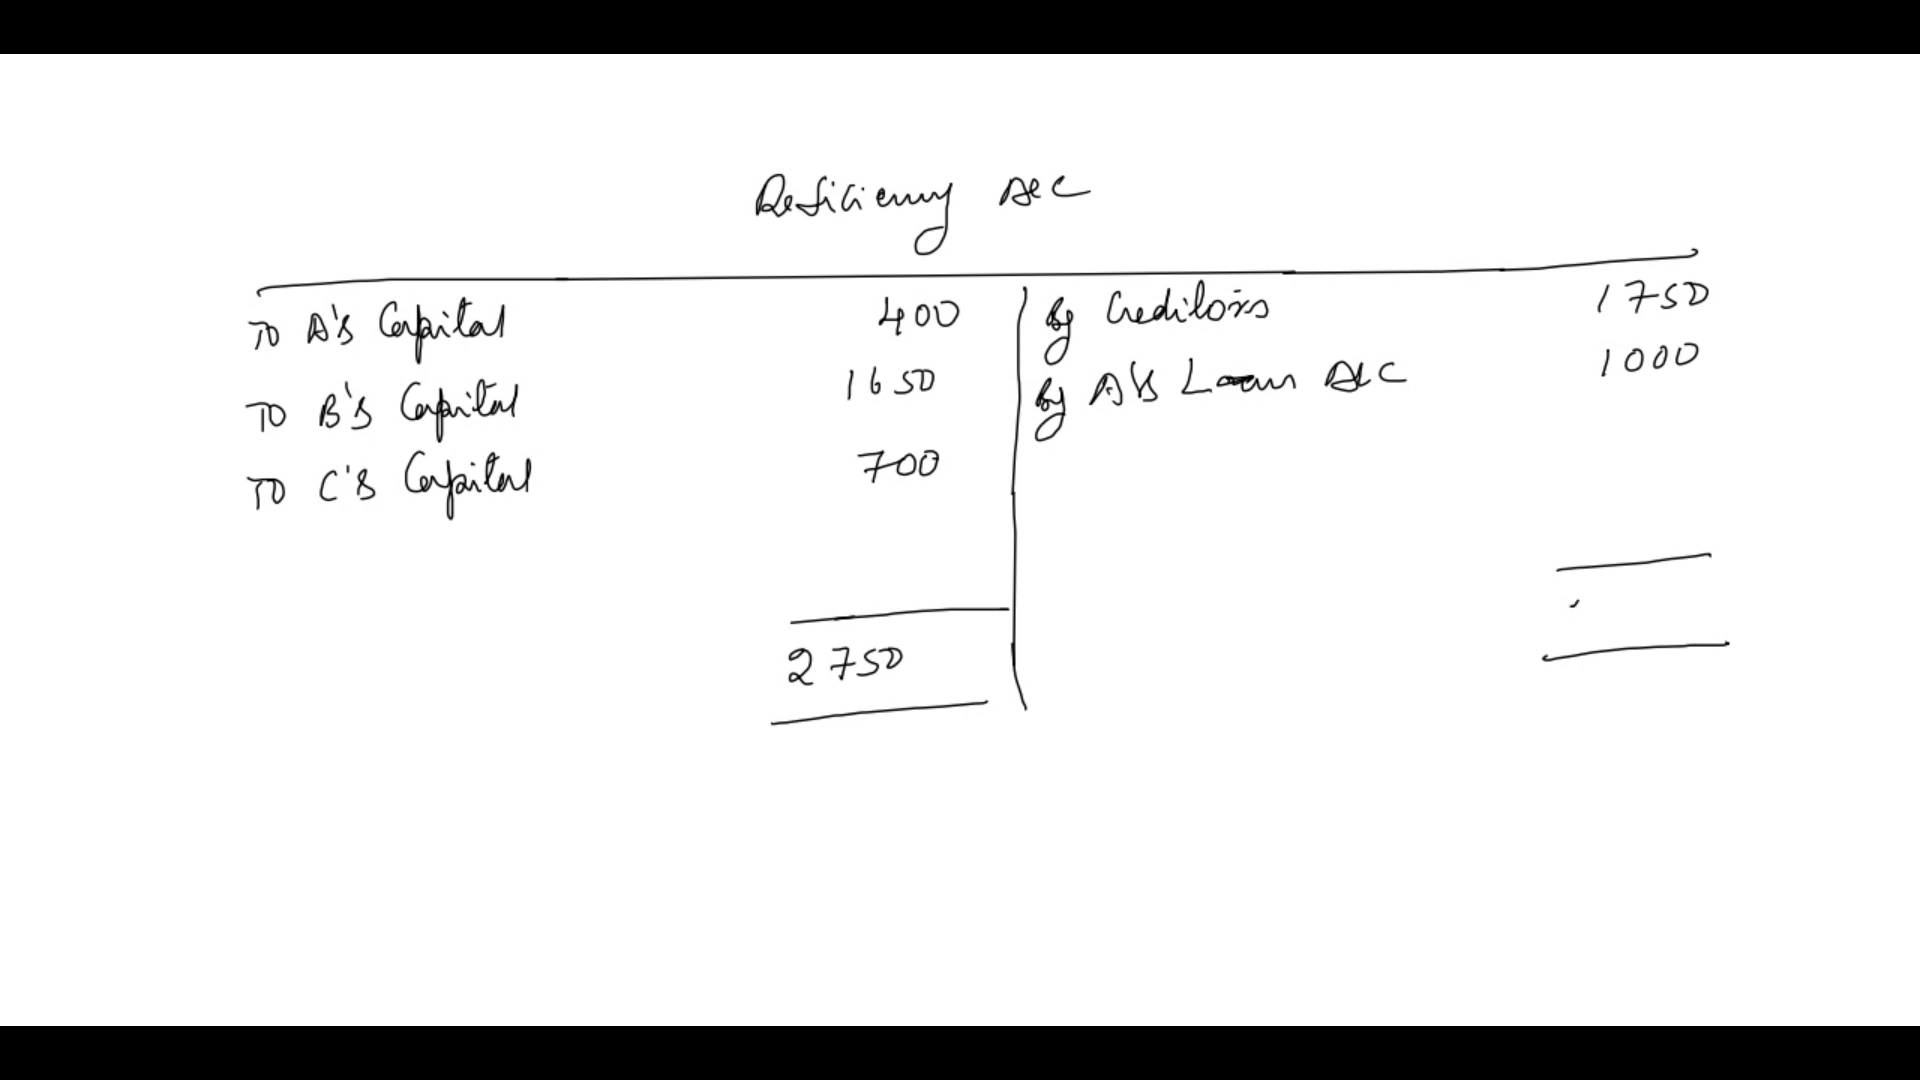 Deficiency A/c
To A's Capital 400
To B's Capital 1650
To C's Capital 700
2750
By Creditors 1750
By A's Loan A/c 1000